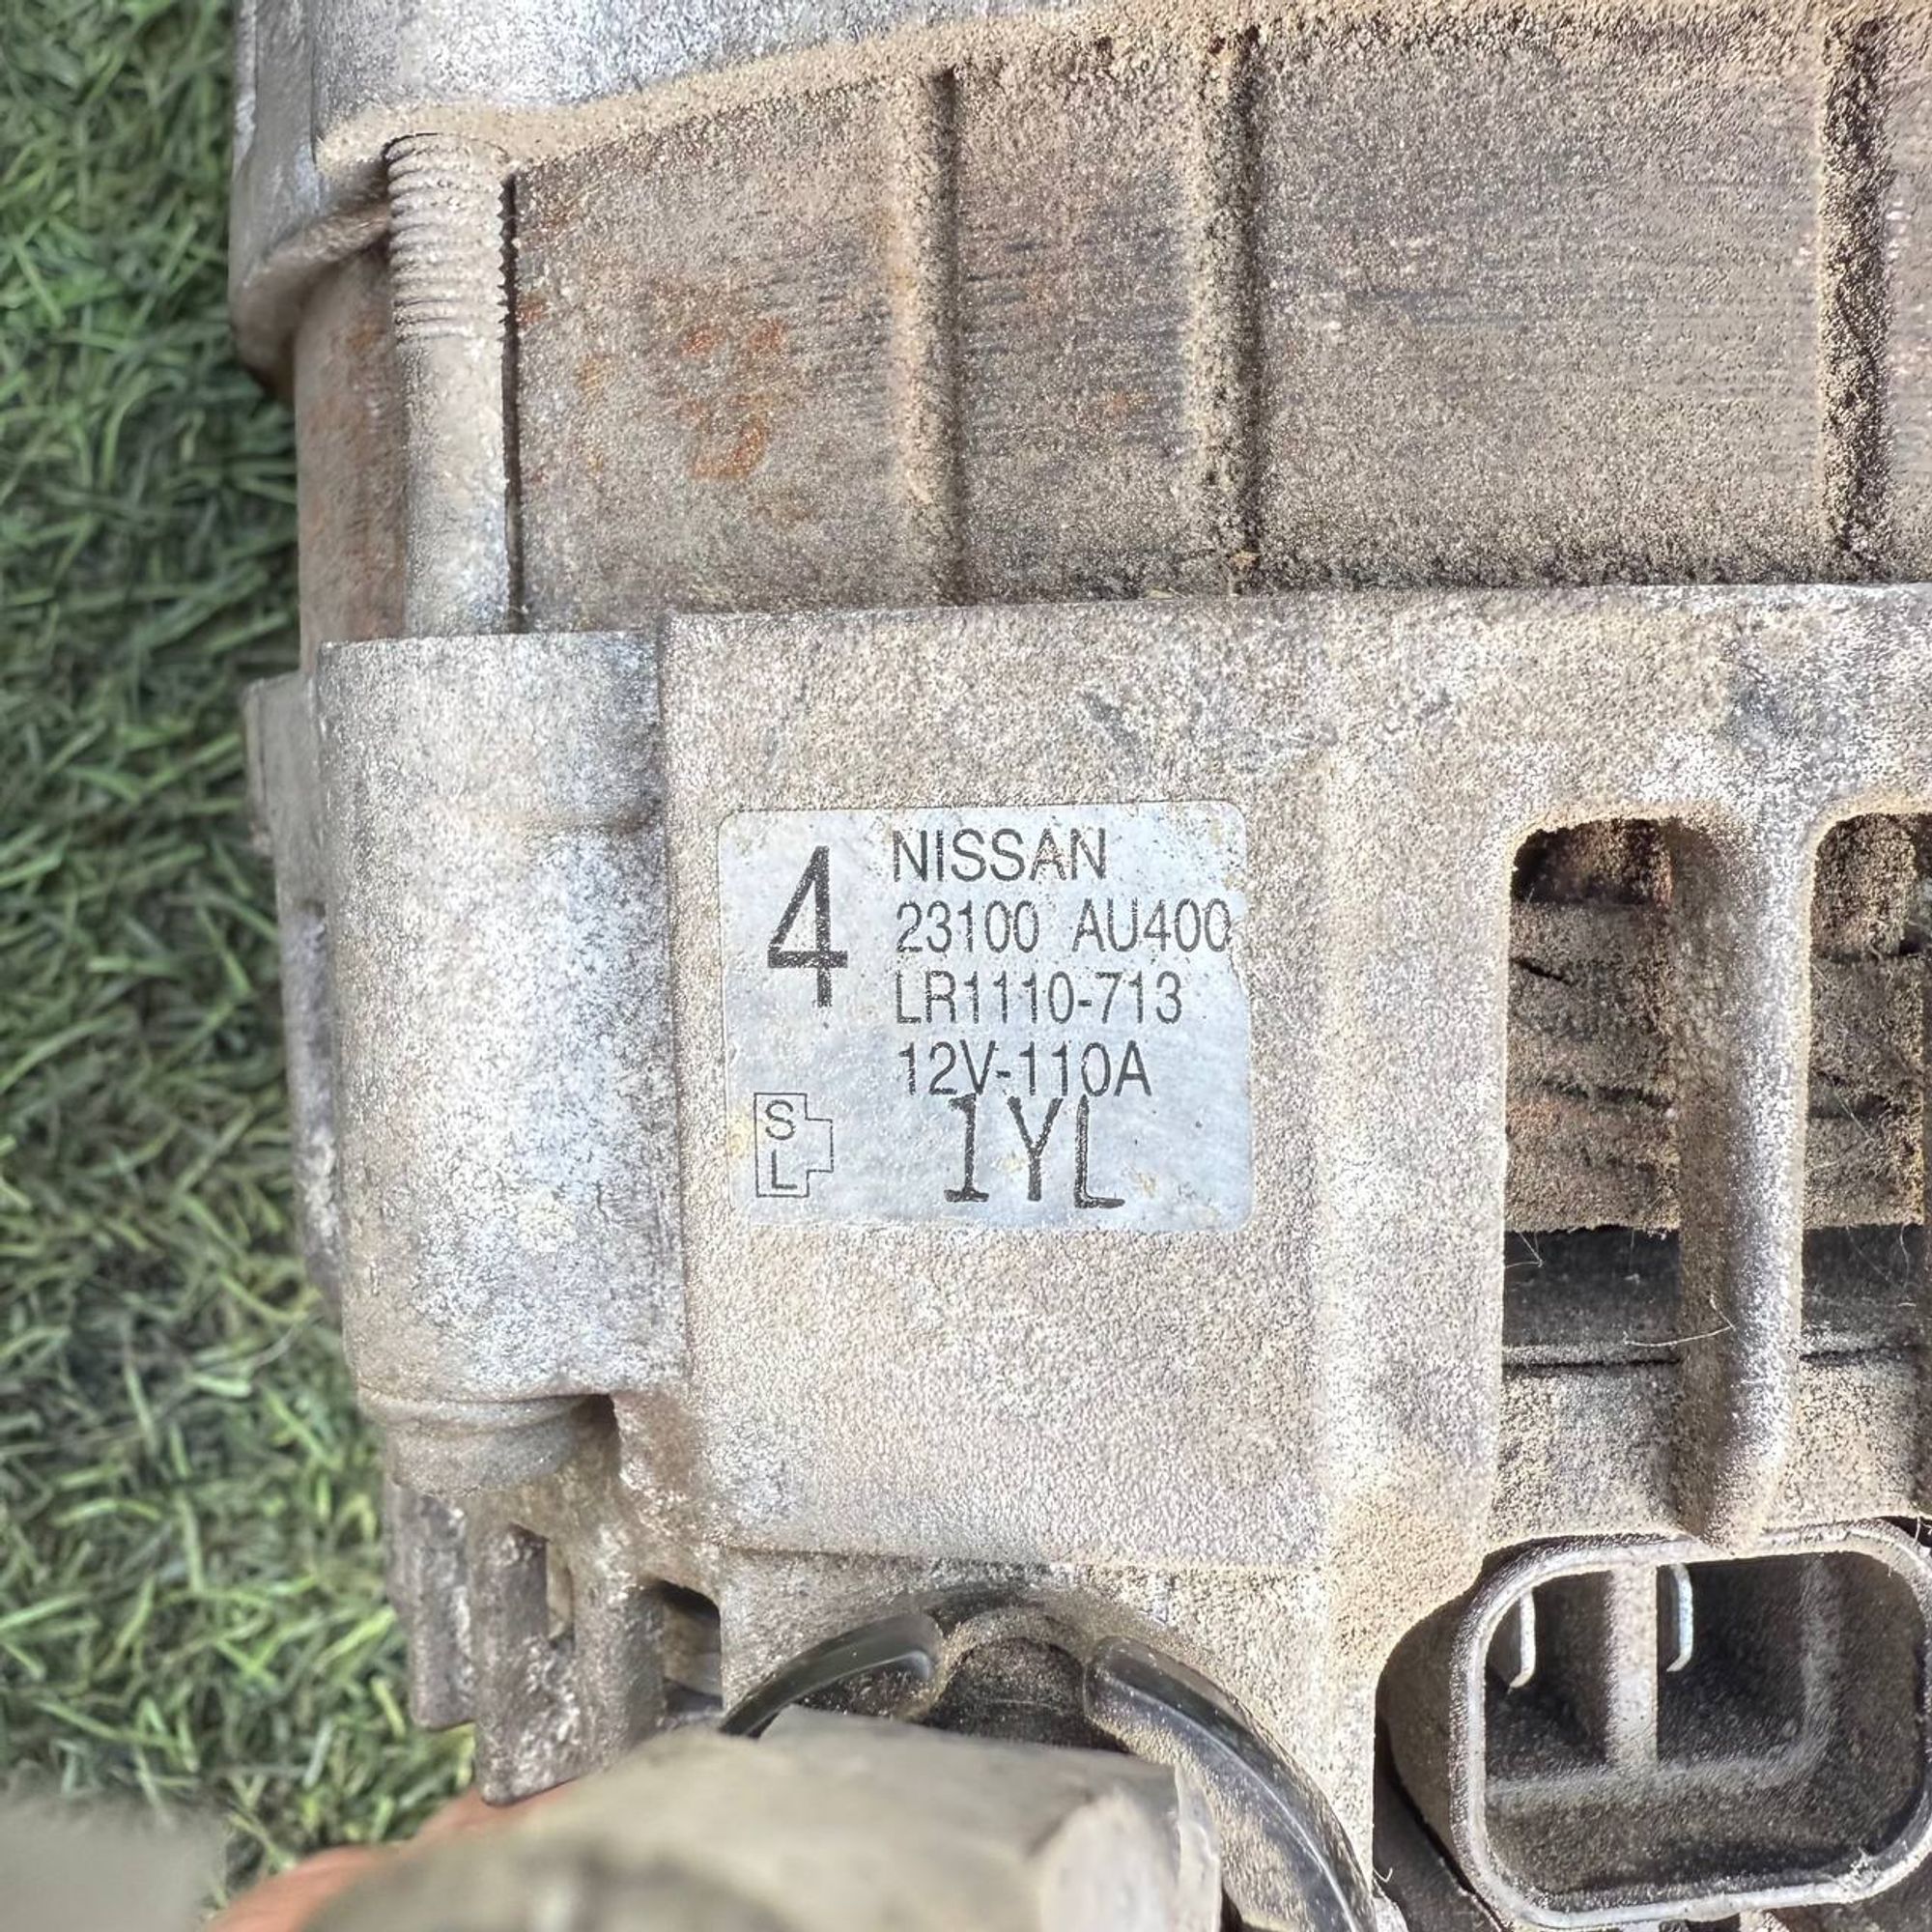 4
NISSAN
23100 AU400
LR1110-713
12V-110A
S
L
1YL